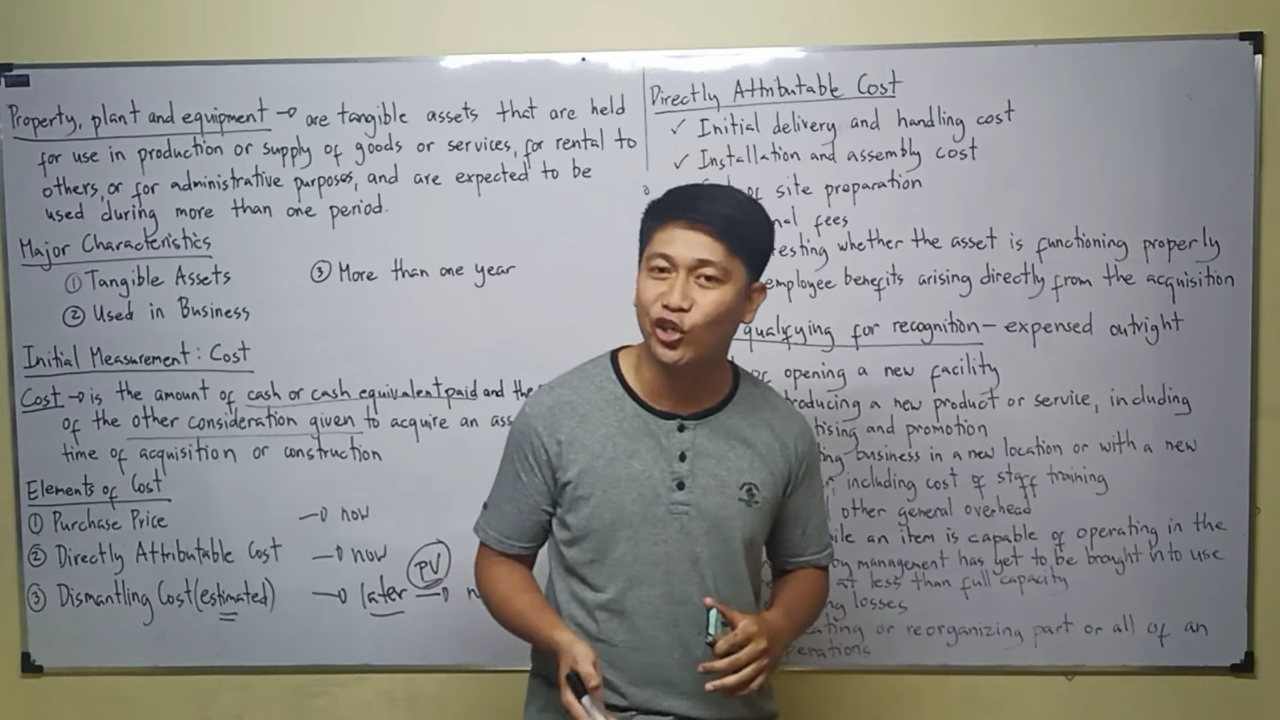 Property, plant and equipment → are tangible assets that are held
for use in production or supply of goods or services, for rental to
others, or for administrative purposes, and are expected to be
used during more than one period.
Major Characteristics
① Tangible Assets
② Used in Business
③ More than one year
Initial Measurement: Cost
Cost → is the amount of cash or cash equivalent paid and the
of the other consideration given to acquire an
time of acquisition or construction
Elements of Cost
① Purchase Price → now
② Directly Attributable Cost → now
③ Dismantling Cost (estimated) → later →
PV
Directly Attributable Cost
✓ Initial delivery and handling cost
✓ Installation and assembly cost
site preparation
fees
whether the asset is functioning properly
employee benefits arising directly from the acquisition
qualifying for recognition – expensed outright
opening a new facility
a new product or service, including
and promotion
business in a new location or with a new
including cost of staff training
other general overhead
an item is capable of operating in the
by management has yet to be brought into use
at less than full capacity
losses
or reorganizing part or all of an